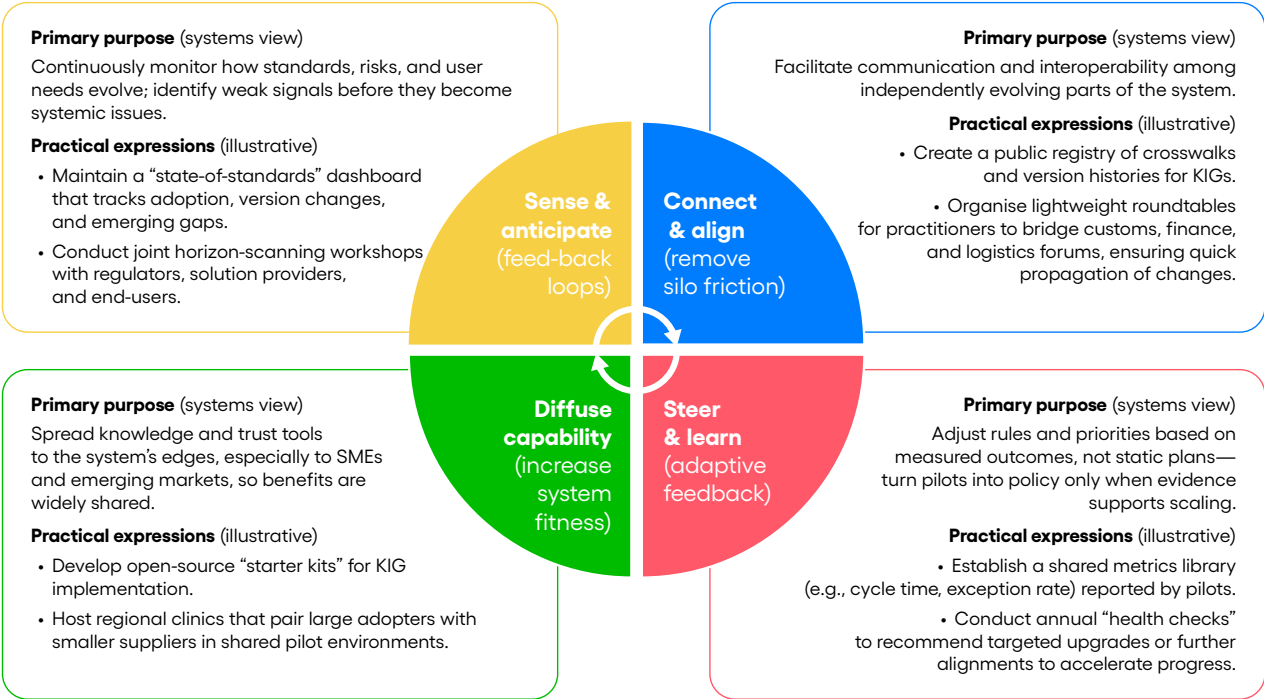 Primary purpose (systems view)
Continuously monitor how standards, risks, and user
needs evolve; identify weak signals before they become
systemic issues.
Practical expressions (illustrative)
• Maintain a “state-of-standards” dashboard
that tracks adoption, version changes,
and emerging gaps.
• Conduct joint horizon-scanning workshops
with regulators, solution providers,
and end-users.
Sense &
anticipate
(feed-back
loops)
Connect
& align
(remove
silo friction)
Primary purpose (systems view)
Facilitate communication and interoperability among
independently evolving parts of the system.
Practical expressions (illustrative)
• Create a public registry of crosswalks
and version histories for KIGs.
• Organise lightweight roundtables
for practitioners to bridge customs, finance,
and logistics forums, ensuring quick
propagation of changes.
Primary purpose (systems view)
Spread knowledge and trust tools
to the system’s edges, especially to SMEs
and emerging markets, so benefits are
widely shared.
Practical expressions (illustrative)
• Develop open-source “starter kits” for KIG
implementation.
• Host regional clinics that pair large adopters with
smaller suppliers in shared pilot environments.
Diffuse
capability
(increase
system
fitness)
Steer
& learn
(adaptive
feedback)
Primary purpose (systems view)
Adjust rules and priorities based on
measured outcomes, not static plans—
turn pilots into policy only when evidence
supports scaling.
Practical expressions (illustrative)
• Establish a shared metrics library
(e.g., cycle time, exception rate) reported by pilots.
• Conduct annual “health checks”
to recommend targeted upgrades or further
alignments to accelerate progress.